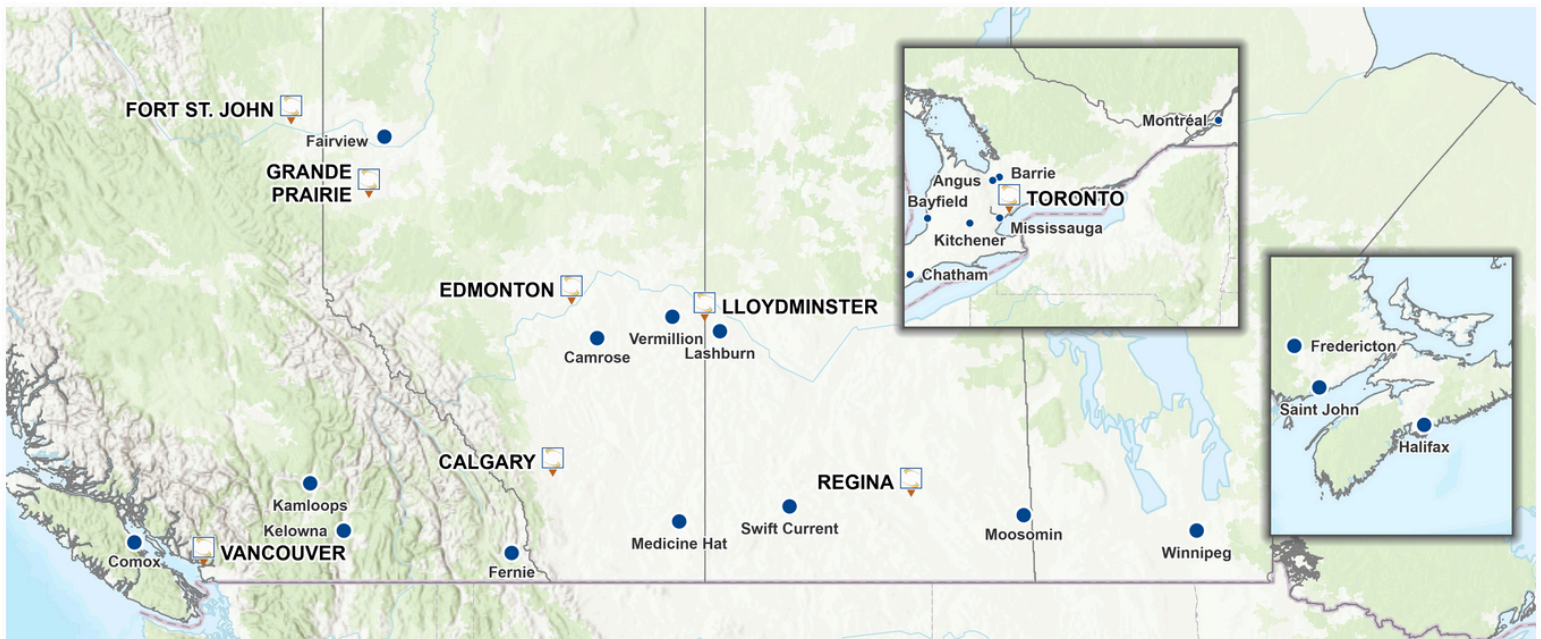 FORT ST. JOHN
Fairview
GRANDE
PRAIRIE
Montréal
Barrie
Angus
TORONTO
Bayfield
Mississauga
Kitchener
Chatham
EDMONTON
LLOYDMINSTER
Vermillion
Lashburn
Camrose
Fredericton
Saint John
Halifax
CALGARY
REGINA
Kamloops
Kelowna
Swift Current
Medicine Hat
Moosomin
Winnipeg
VANCOUVER
Comox
Fernie